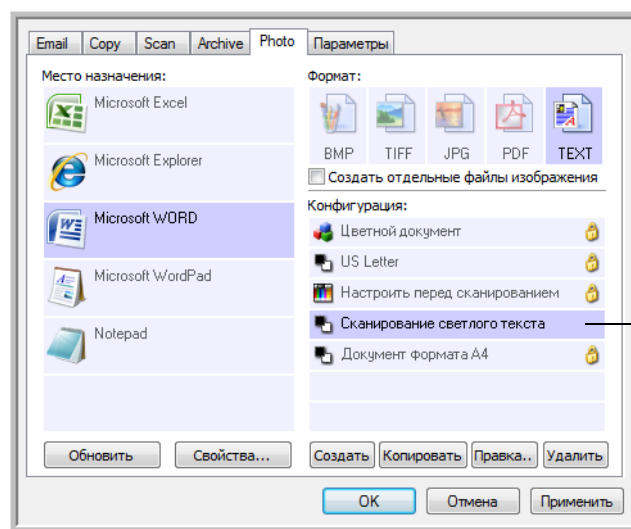 Email Copy Scan Archive Photo Параметры
Место назначения:
Microsoft Excel
Microsoft Explorer
Microsoft WORD
Microsoft WordPad
Notepad
Обновить Свойства...
Формат:
BMP TIFF JPG PDF TEXT
Создать отдельные файлы изображения
Конфигурация:
Цветной документ
US Letter
Настроить перед сканированием
Сканирование светлого текста
Документ формата A4
Создать Копировать Правка.. Удалить
OK Отмена Применить